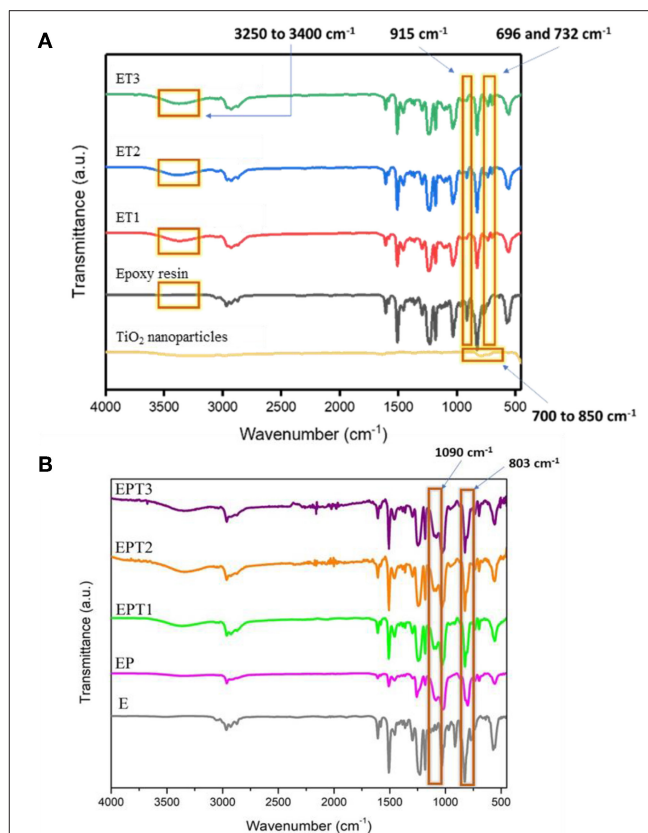 A
3250 to 3400 cm-1
915 cm-1
696 and 732 cm-1
ET3
ET2
ET1
Epoxy resin
TiO2 nanoparticles
Transmittance (a.u.)
4000 3500 3000 2500 2000 1500 1000 500
Wavenumber (cm-1)
700 to 850 cm-1
B
1090 cm-1
803 cm-1
EPT3
EPT2
EPT1
EP
E
Transmittance (a.u.)
4000 3500 3000 2500 2000 1500 1000 500
Wavenumber (cm-1)